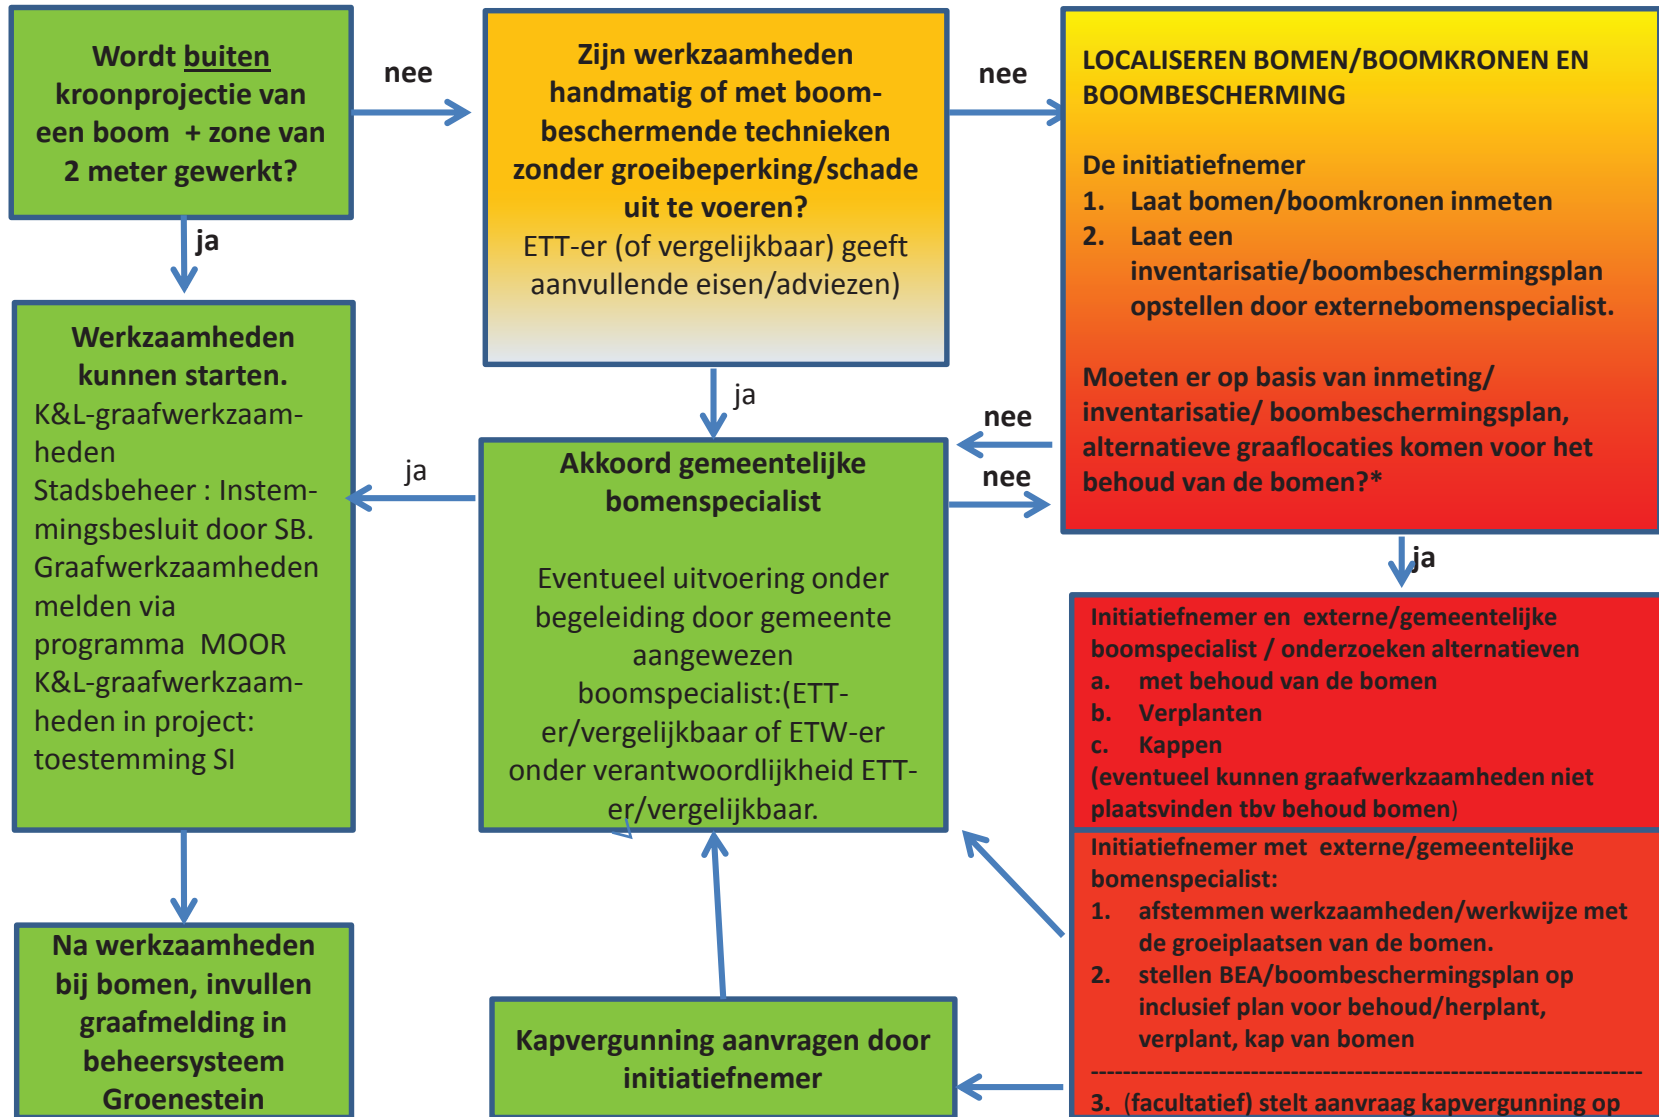 Wordt buiten
kroonprojectie van
een boom + zone van
2 meter gewerkt?
nee
ja
Zijn werkzaamheden
handmatig of met boom-
beschermende technieken
zonder groeibeperking/schade
uit te voeren?
ETT-er (of vergelijkbaar) geeft
aanvullende eisen/adviezen)
nee
ja
LOCALISEREN BOMEN/BOOMKRONEN EN
BOOMBESCHERMING
De initiatiefnemer
1. Laat bomen/boomkronen inmeten
2. Laat een
inventarisatie/boombeschermingsplan
opstellen door externebomenspecialist.
Moeten er op basis van inmeting/
inventarisatie/ boombeschermingsplan,
alternatieve graaflocaties komen voor het
behoud van de bomen?*
nee
nee
ja
Werkzaamheden
kunnen starten.
K&L-graafwerkzaam-
heden
Stadsbeheer : Instem-
mingsbesluit door SB.
Graafwerkzaamheden
melden via
programma MOOR
K&L-graafwerkzaam-
heden in project:
toestemming SI
ja
Akkoord gemeentelijke
bomenspecialist
Eventueel uitvoering onder
begeleiding door gemeente
aangewezen
boomspecialist:(ETT-
er/vergelijkbaar of ETW-er
onder verantwoordelijkheid ETT-
er/vergelijkbaar.
Initiatiefnemer en externe/gemeentelijke
boomspecialist / onderzoeken alternatieven
a. met behoud van de bomen
b. Verplanten
c. Kappen
(eventueel kunnen graafwerkzaamheden niet
plaatsvinden tbv behoud bomen)
Initiatiefnemer met externe/gemeentelijke
bomenspecialist:
1. afstemmen werkzaamheden/werkwijze met
de groeiplaatsen van de bomen.
2. stellen BEA/boombeschermingsplan op
inclusief plan voor behoud/herplant,
verplant, kap van bomen
----------------------------------------------------------------------
3. (facultatief) stelt aanvraag kapvergunning op
Kapvergunning aanvragen door
initiatiefnemer
Na werkzaamheden
bij bomen, invullen
graafmelding in
beheersysteem
Groenestein